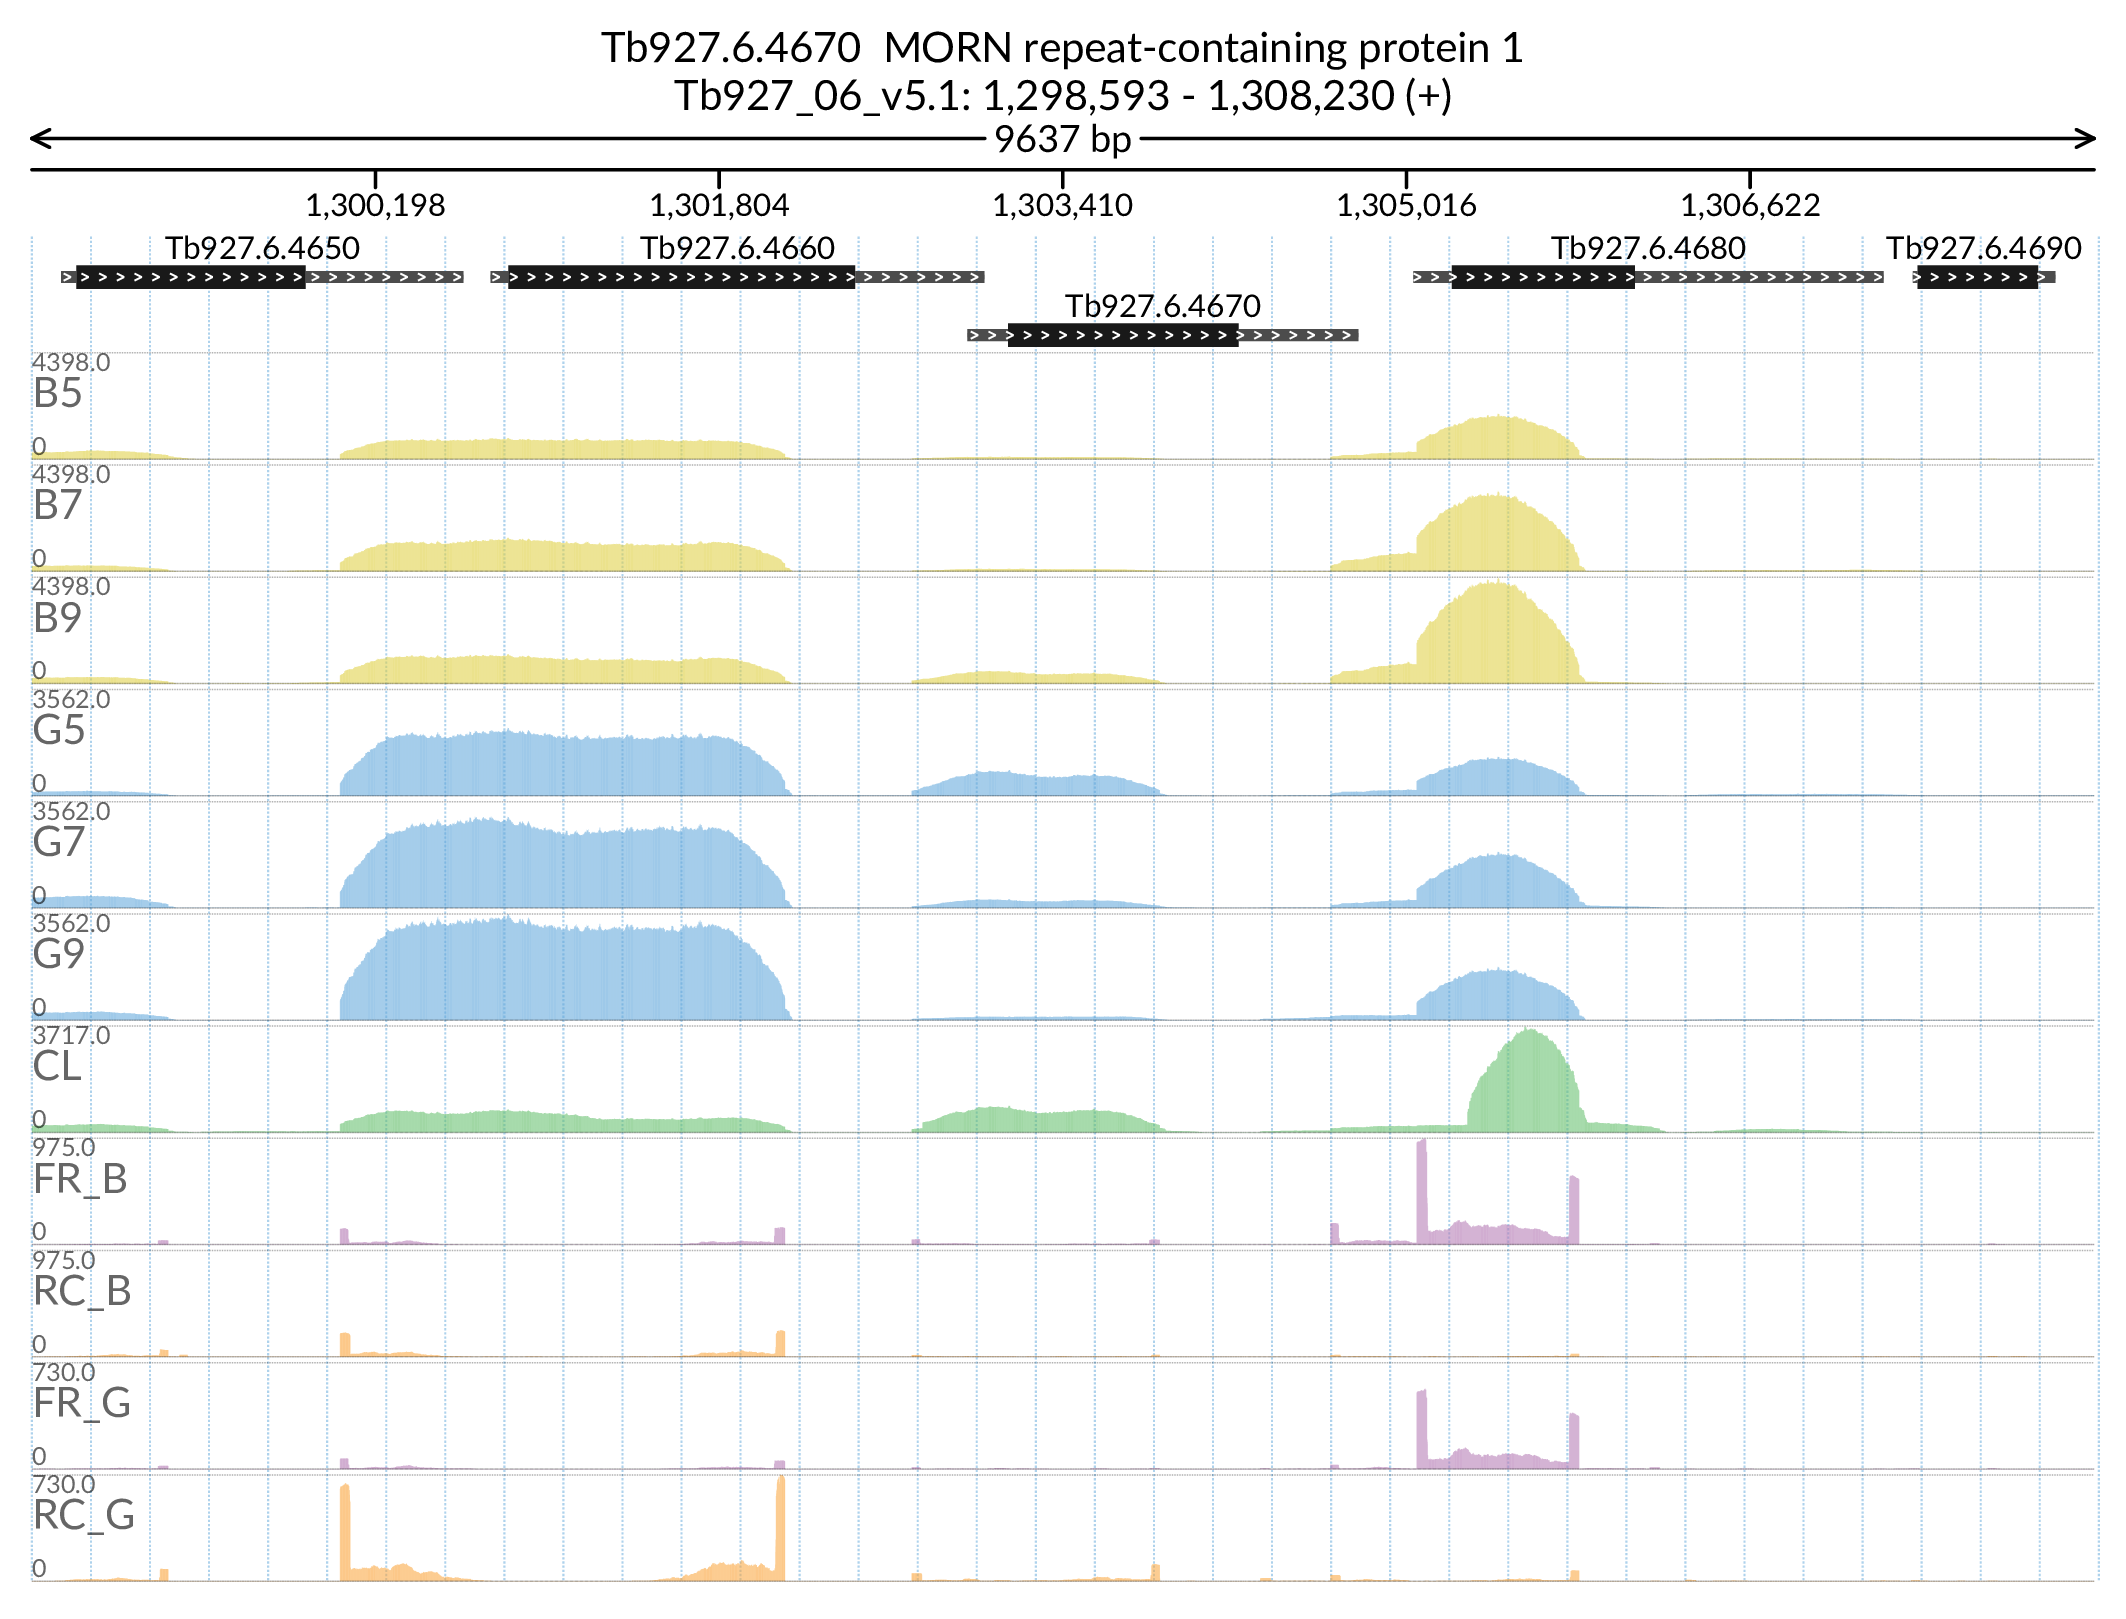 Tb927.6.4670  MORN repeat-containing protein 1
Tb927_06_v5.1: 1,298,593 - 1,308,230 (+)
9637 bp
1,300,198 1,301,804 1,303,410 1,305,016 1,306,622
Tb927.6.4650 Tb927.6.4660 Tb927.6.4680 Tb927.6.4690
Tb927.6.4670
4398.0
B5
0
4398.0
B7
0
4398.0
B9
0
3562.0
G5
0
3562.0
G7
0
3562.0
G9
0
3717.0
CL
0
975.0
FR_B
0
975.0
RC_B
0
730.0
FR_G
0
730.0
RC_G
0